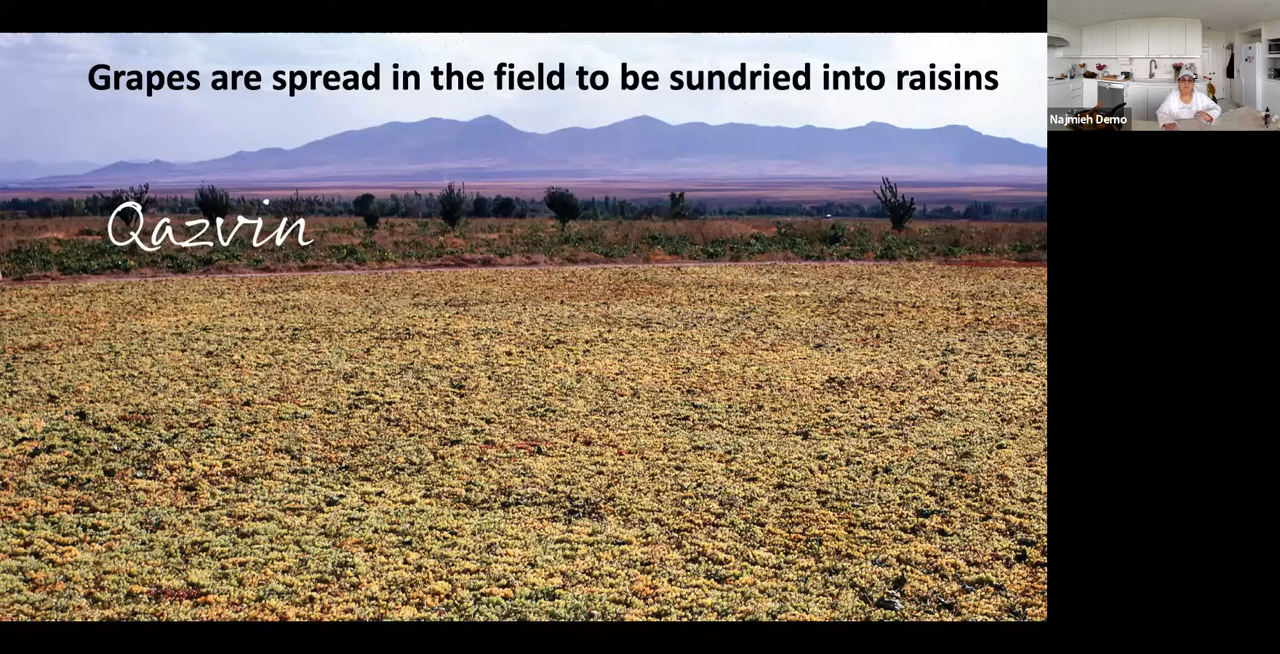 Grapes are spread in the field to be sundried into raisins
Qazvin
Najmieh Demo